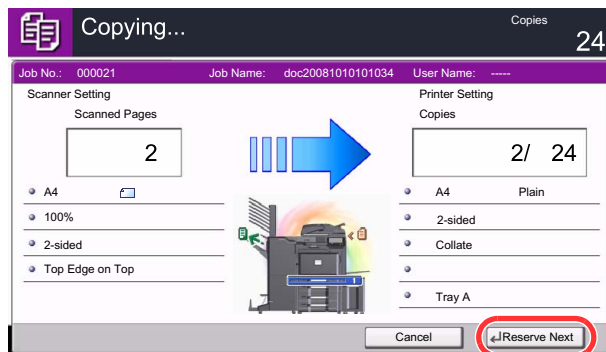 Copying...
Copies
24
Job No.: 000021 Job Name: doc20081010101034 User Name: -----
Scanner Setting
Scanned Pages
2
A4
100%
2-sided
Top Edge on Top
Printer Setting
Copies
2/ 24
A4 Plain
2-sided
Collate
Tray A
Cancel
Reserve Next